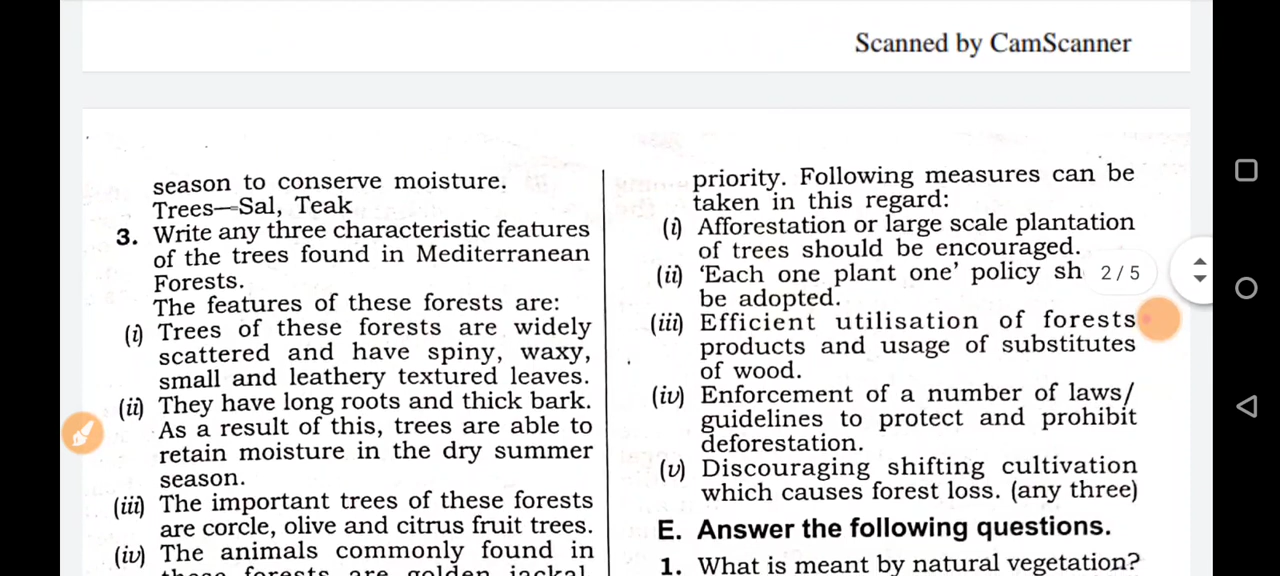 Scanned by CamScanner
season to conserve moisture.
Trees—Sal, Teak
3. Write any three characteristic features
of the trees found in Mediterranean
Forests.
The features of these forests are:
(i) Trees of these forests are widely
scattered and have spiny, waxy,
small and leathery textured leaves.
(ii) They have long roots and thick bark.
As a result of this, trees are able to
retain moisture in the dry summer
season.
(iii) The important trees of these forests
are corcle, olive and citrus fruit trees.
(iv) The animals commonly found in
these forests are golden jackal,
priority. Following measures can be
taken in this regard:
(i) Afforestation or large scale plantation
of trees should be encouraged.
(ii) 'Each one plant one' policy sh
be adopted.
(iii) Efficient utilisation of forests
products and usage of substitutes
of wood.
(iv) Enforcement of a number of laws/
guidelines to protect and prohibit
deforestation.
(v) Discouraging shifting cultivation
which causes forest loss. (any three)
E. Answer the following questions.
1. What is meant by natural vegetation?
2 / 5